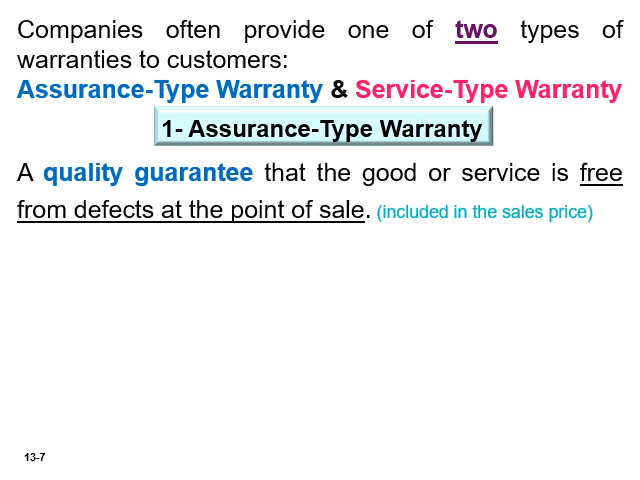 Companies often provide one of two types of
warranties to customers:
Assurance-Type Warranty & Service-Type Warranty
1- Assurance-Type Warranty
A quality guarantee that the good or service is free
from defects at the point of sale. (included in the sales price)
13-7